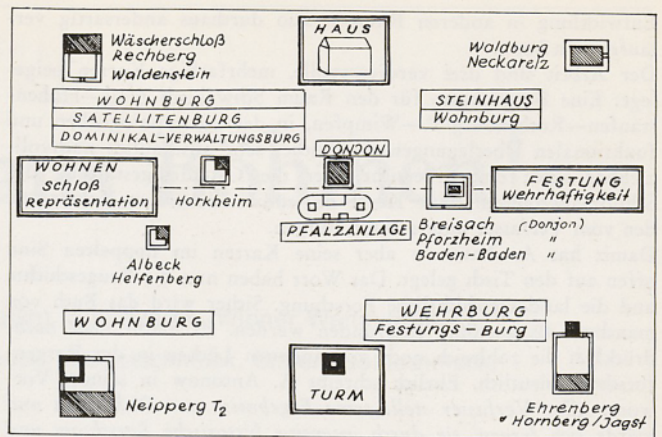 HAUS
Wäscherschloß
Rechberg
Waldenstein
Waldburg
Neckarelz
WOHNBURG
SATELLITENBURG
DOMINIKAL-VERWALTUNGSBURG
STEINHAUS
Wohnburg
DONJON
WOHNEN
Schloß
Repräsentation
Horkheim
FESTUNG
Wehrhaftigkeit
PFALZANLAGE
Breisach (Donjon)
Pforzheim "
Baden-Baden "
Albeck
Helfenberg
WOHNBURG
WEHRBURG
Festungs-Burg
Neipperg T2
TURM
Ehrenberg
Hornberg/Jagst